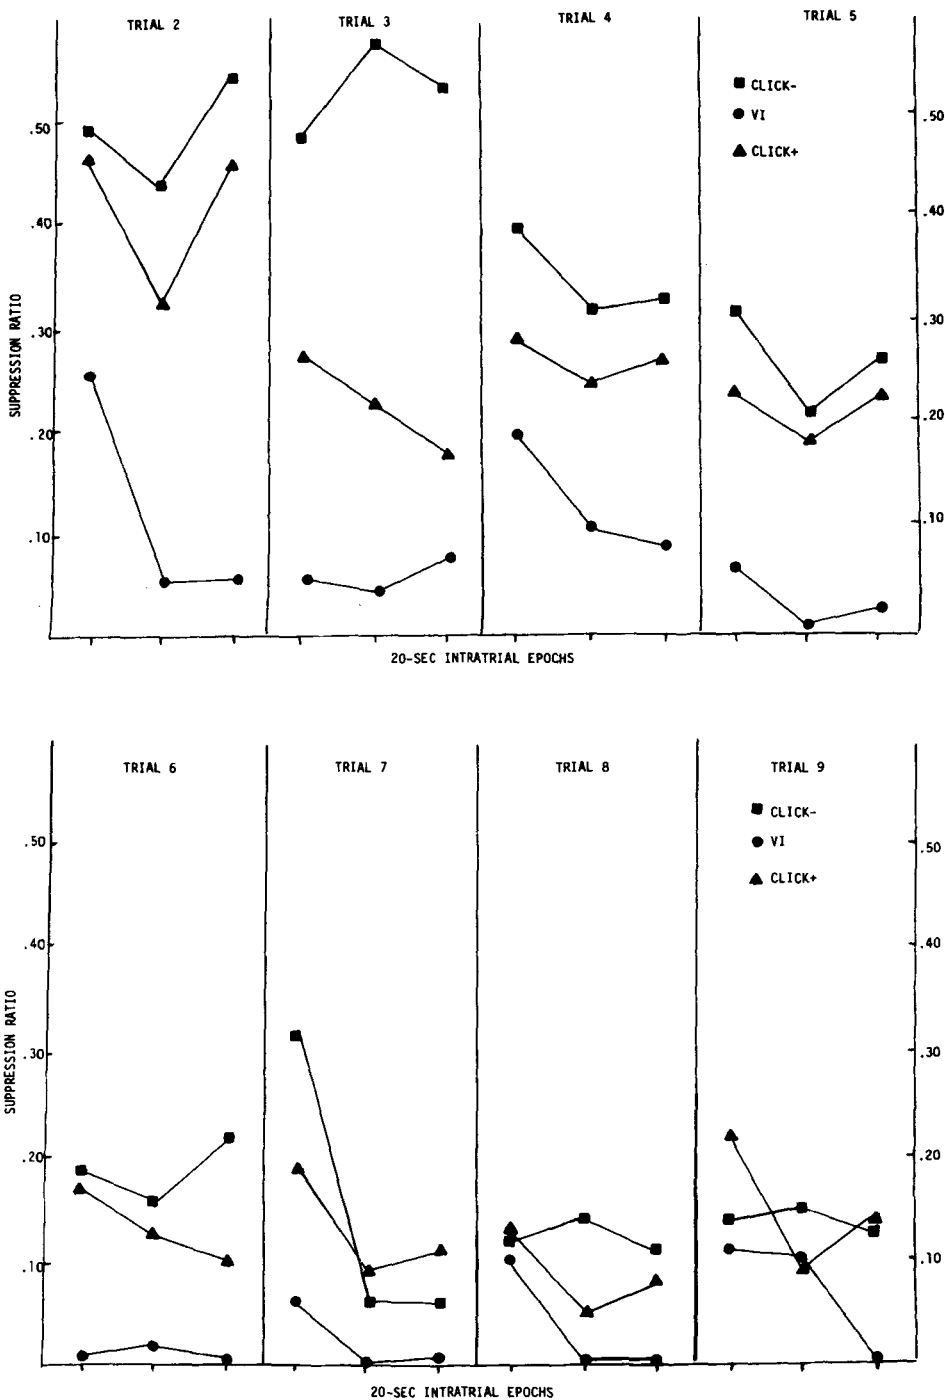 TRIAL 2
TRIAL 3
TRIAL 4
TRIAL 5
CLICK-
VI
CLICK+
.50
.40
.30
.20
.10
.50
.40
.30
.20
.10
SUPPRESSION RATIO
20-SEC INTRATRIAL EPOCHS
TRIAL 6
TRIAL 7
TRIAL 8
TRIAL 9
CLICK-
VI
CLICK+
.50
.40
.30
.20
.10
.50
.40
.30
.20
.10
SUPPRESSION RATIO
20-SEC INTRATRIAL EPOCHS